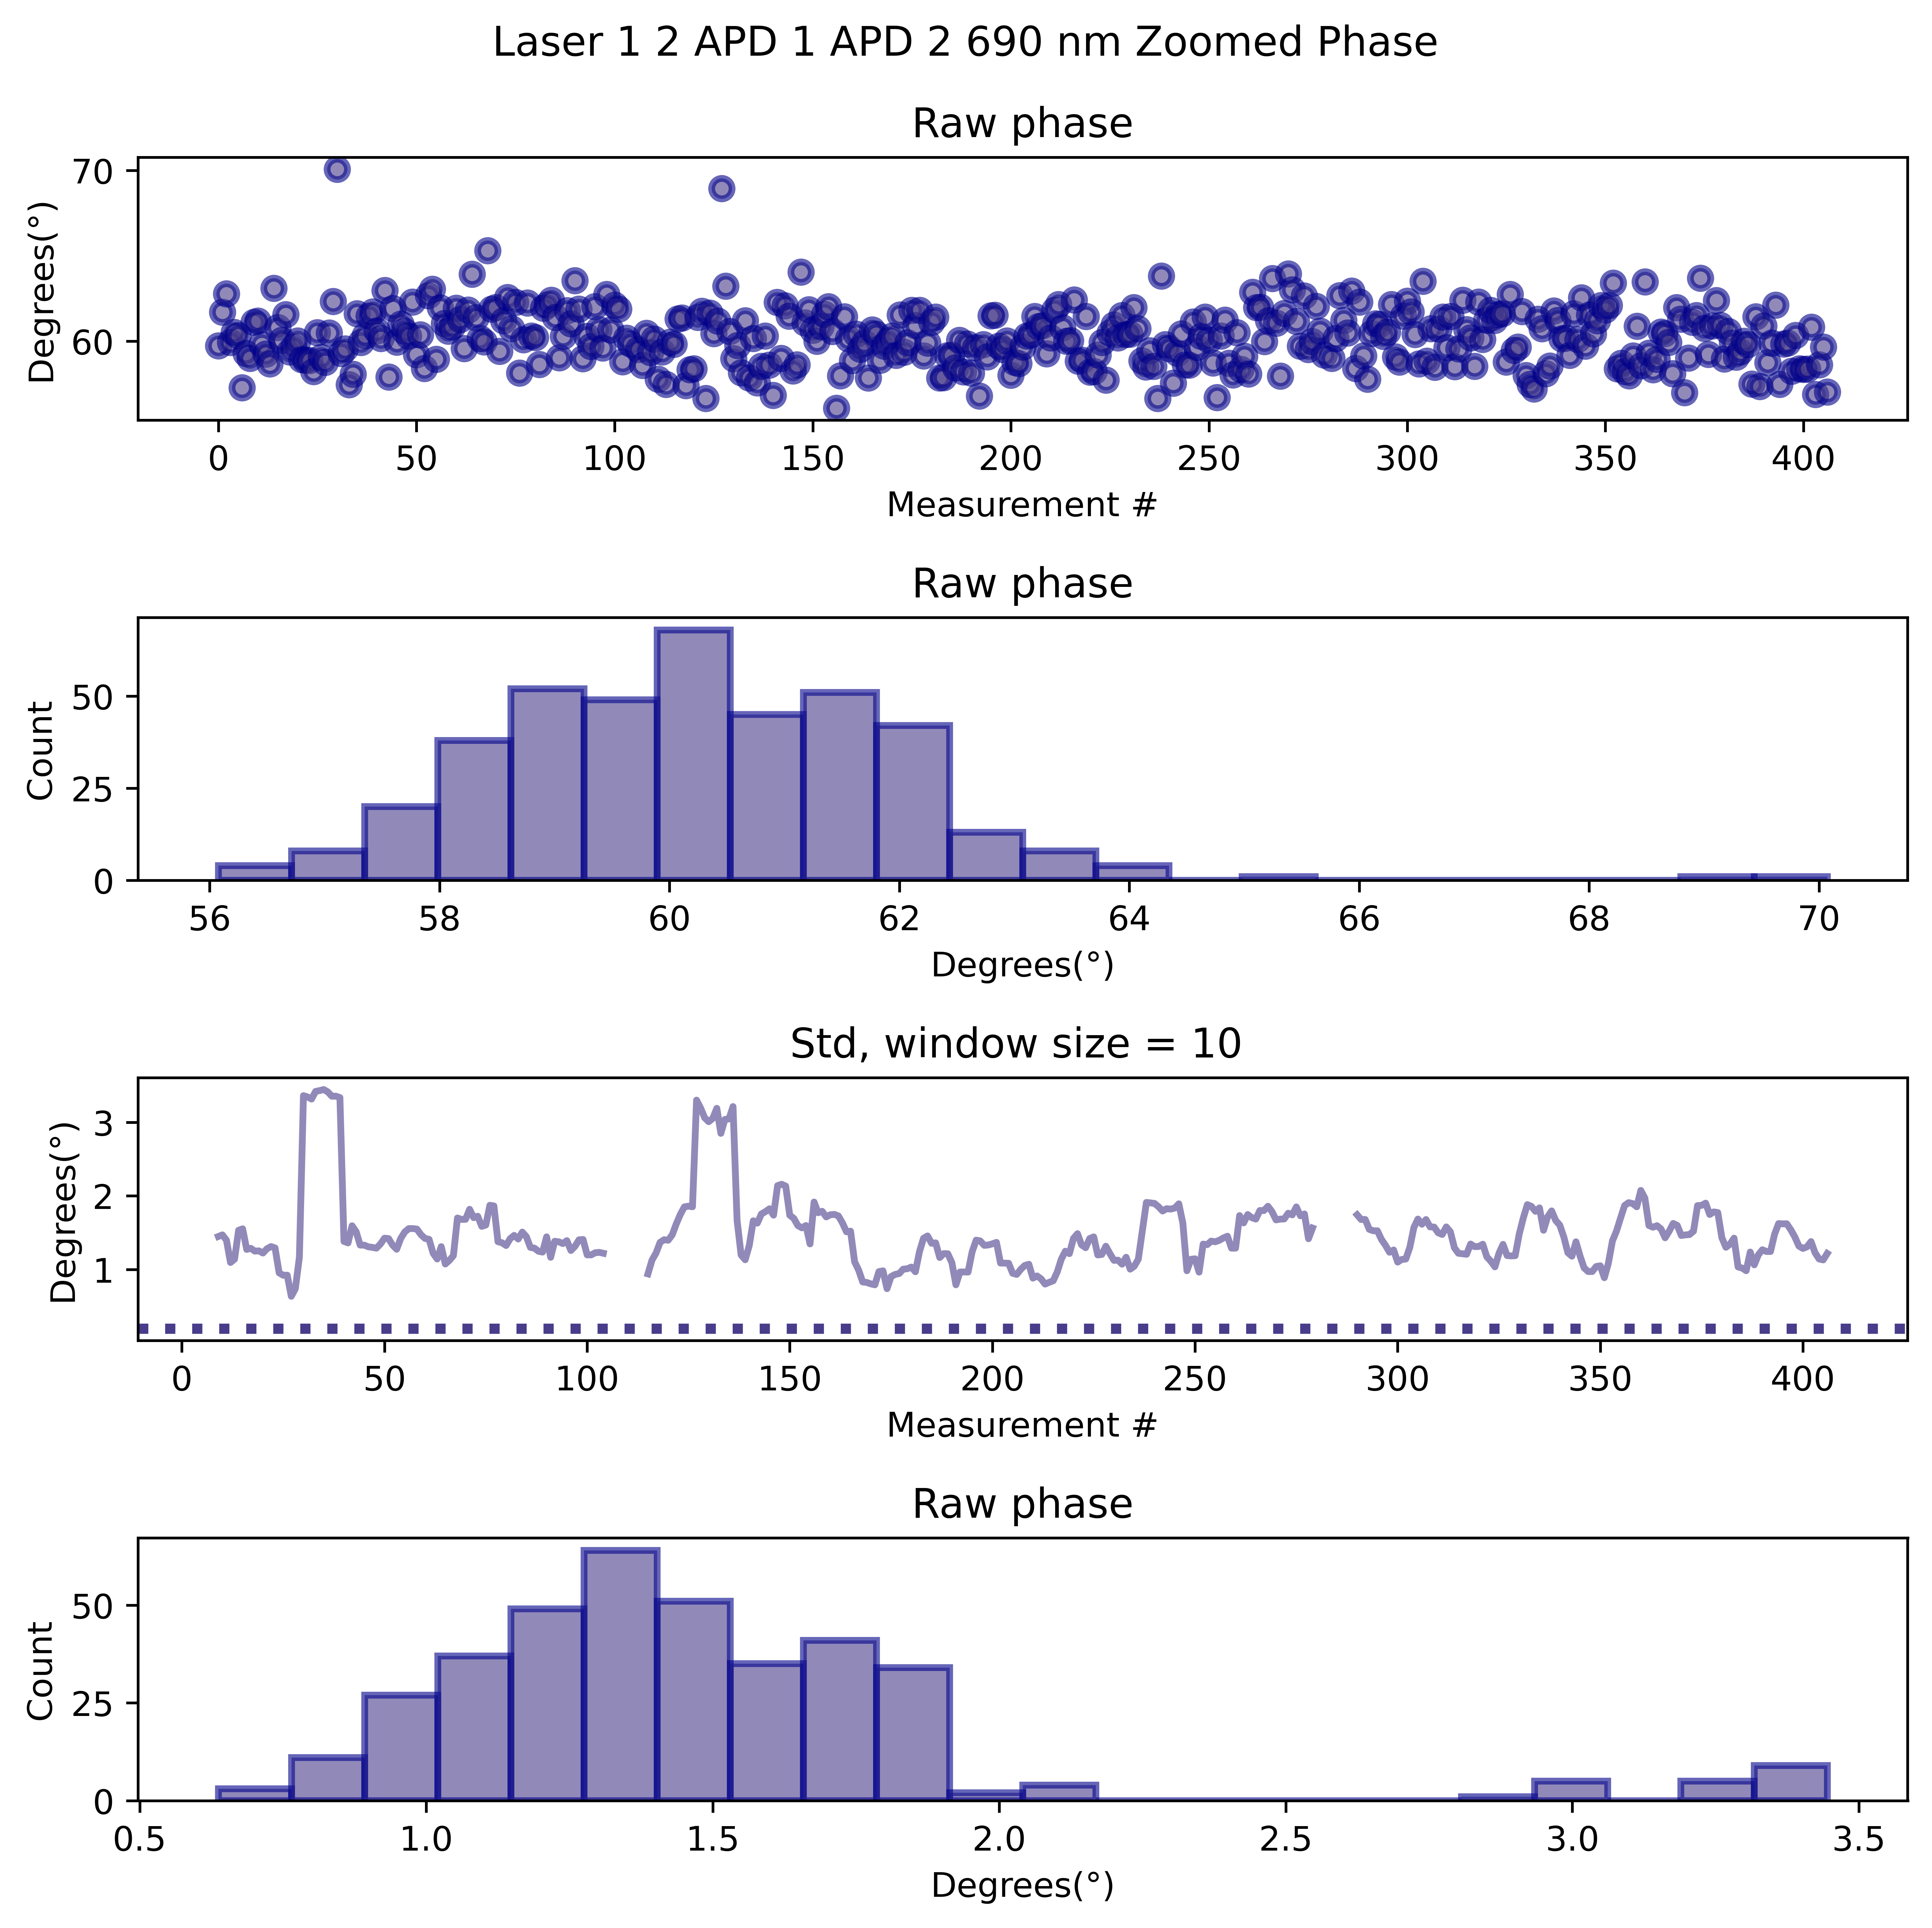 Laser 1 2 APD 1 APD 2 690 nm Zoomed Phase
Raw phase
Degrees(°)
70
60
0 50 100 150 200 250 300 350 400
Measurement #
Raw phase
Count
50
25
0
56 58 60 62 64 66 68 70
Degrees(°)
Std, window size = 10
Degrees(°)
3
2
1
0 50 100 150 200 250 300 350 400
Measurement #
Raw phase
Count
50
25
0
0.5 1.0 1.5 2.0 2.5 3.0 3.5
Degrees(°)